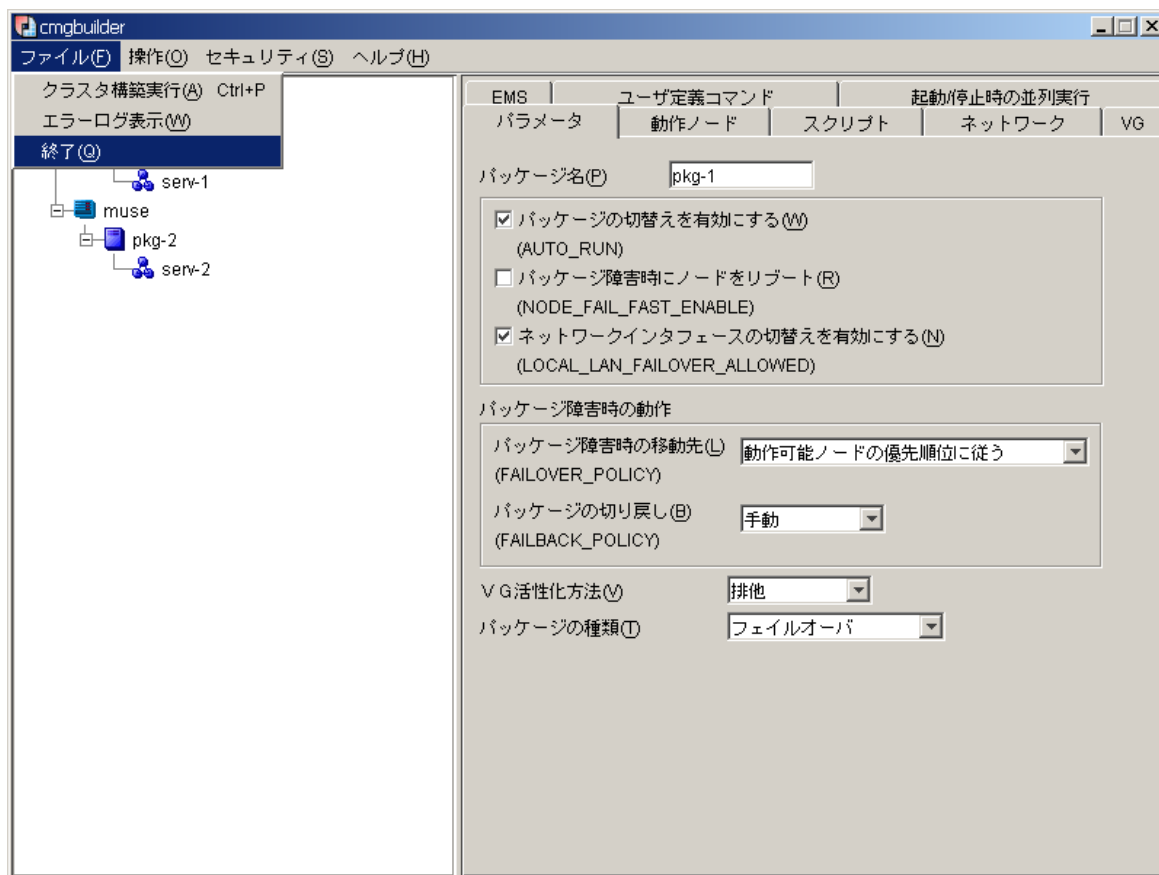 cmgbuilder
ファイル(F) 操作(O) セキュリティ(S) ヘルプ(H)
クラスタ構築実行(A) Ctrl+P
エラーログ表示(W)
終了(Q)
serv-1
muse
pkg-2
serv-2
EMS ユーザ定義コマンド 起動/停止時の並列実行
パラメータ 動作ノード スクリプト ネットワーク VG
パッケージ名(P) pkg-1
パッケージの切替えを有効にする(W)
(AUTO_RUN)
パッケージ障害時にノードをリブート(R)
(NODE_FAIL_FAST_ENABLE)
ネットワークインタフェースの切替えを有効にする(N)
(LOCAL_LAN_FAILOVER_ALLOWED)
パッケージ障害時の動作
パッケージ障害時の移動先(L) 動作可能ノードの優先順位に従う
(FAILOVER_POLICY)
パッケージの切り戻し(B) 手動
(FAILBACK_POLICY)
ＶＧ活性化方法(V) 排他
パッケージの種類(T) フェイルオーバ